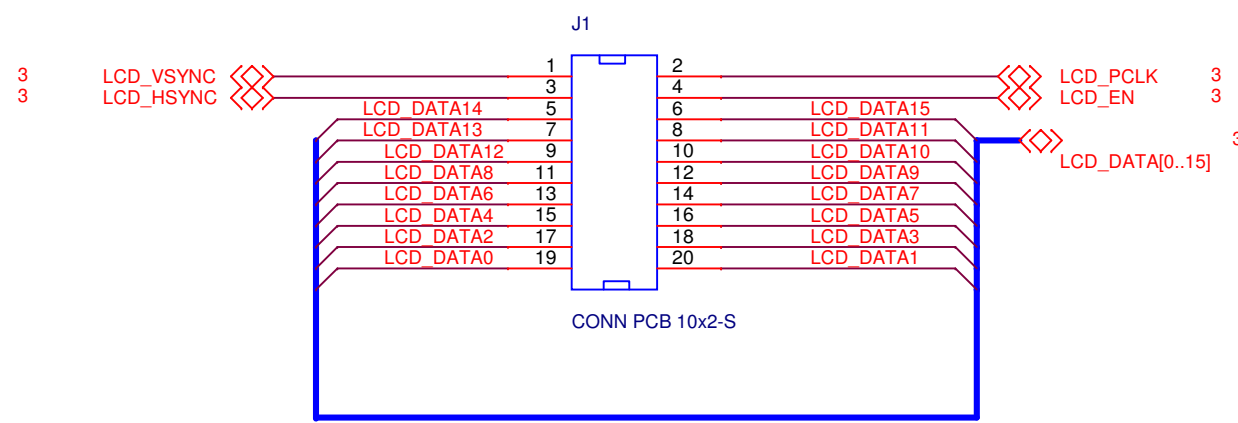 J1
3 LCD_VSYNC 1 2 LCD_PCLK 3
3 LCD_HSYNC 3 4 LCD_EN 3
LCD_DATA14 5 6 LCD_DATA15
LCD_DATA13 7 8 LCD_DATA11 3
LCD_DATA12 9 10 LCD_DATA10 LCD_DATA[0..15]
LCD_DATA8 11 12 LCD_DATA9
LCD_DATA6 13 14 LCD_DATA7
LCD_DATA4 15 16 LCD_DATA5
LCD_DATA2 17 18 LCD_DATA3
LCD_DATA0 19 20 LCD_DATA1
CONN PCB 10x2-S